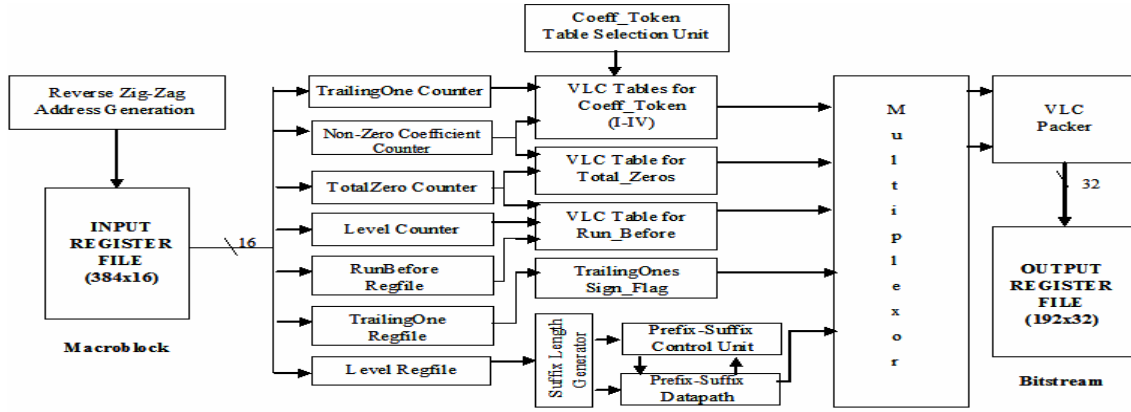 Coeff_Token
Table Selection Unit
Reverse Zig-Zag
Address Generation
INPUT
REGISTER
FILE
(384x16)
Macroblock
16
TrailingOne Counter
Non-Zero Coefficient
Counter
TotalZero Counter
Level Counter
RunBefore
Regfile
TrailingOne
Regfile
Level Regfile
VLC Tables for
Coeff_Token
(I-IV)
VLC Table for
Total_Zeros
VLC Table for
Run_Before
TrailingOnes
Sign_Flag
Suffix Length
Generator
Prefix-Suffix
Control Unit
Prefix-Suffix
Datapath
Multiplexor
VLC
Packer
32
OUTPUT
REGISTER
FILE
(192x32)
Bitstream